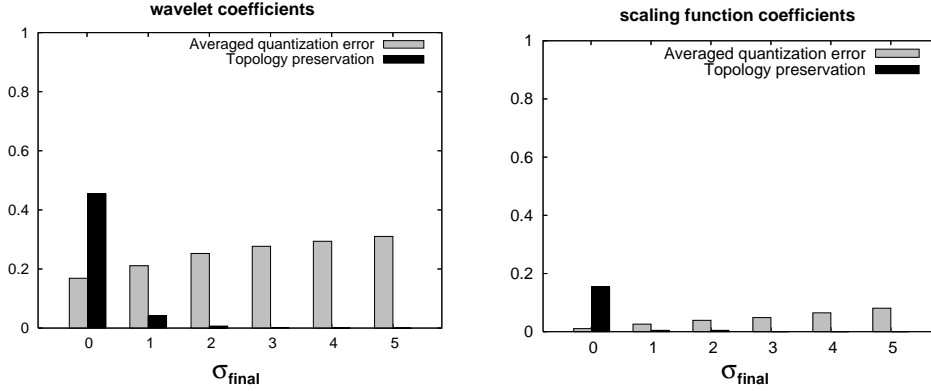 wavelet coefficients
1
0.8
0.6
0.4
0.2
0
Averaged quantization error
Topology preservation
0 1 2 3 4 5
σfinal
scaling function coefficients
1
0.8
0.6
0.4
0.2
0
Averaged quantization error
Topology preservation
0 1 2 3 4 5
σfinal